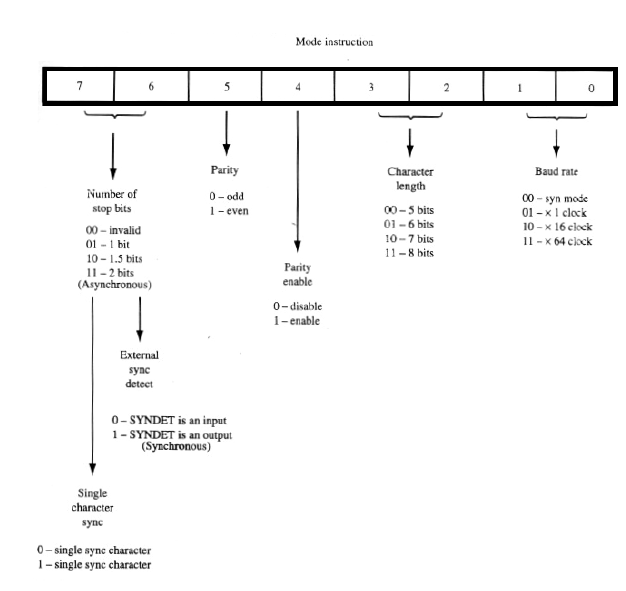 Mode instruction
7 6 5 4 3 2 1 0
Number of
stop bits
00 – invalid
01 – 1 bit
10 – 1.5 bits
11 – 2 bits
(Asynchronous)
Parity
0 – odd
1 – even
Parity
enable
0 – disable
1 – enable
Character
length
00 – 5 bits
01 – 6 bits
10 – 7 bits
11 – 8 bits
Baud rate
00 – syn mode
01 – × 1 clock
10 – × 16 clock
11 – × 64 clock
External
sync
detect
0 – SYNDET is an input
1 – SYNDET is an output
(Synchronous)
Single
character
sync
0 – single sync character
1 – single sync character